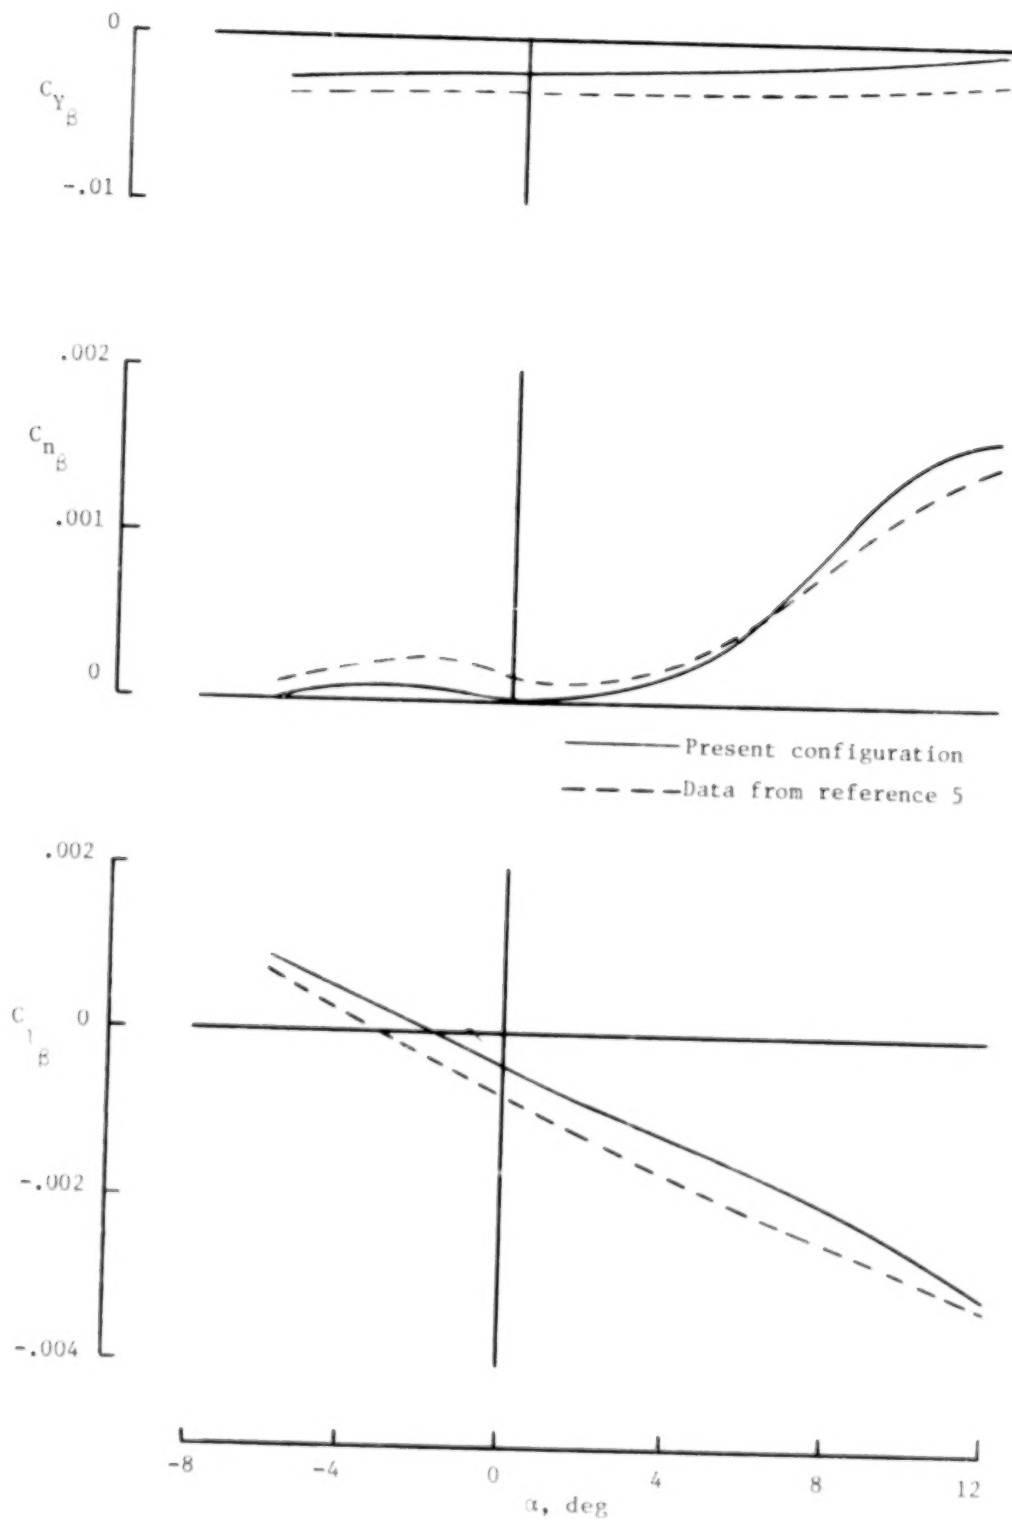 0
C_Yβ
-.01
.002
C_nβ
.001
0
Present configuration
Data from reference 5
.002
C_lβ
0
-.002
-.004
-8 -4 0 4 8 12
α, deg